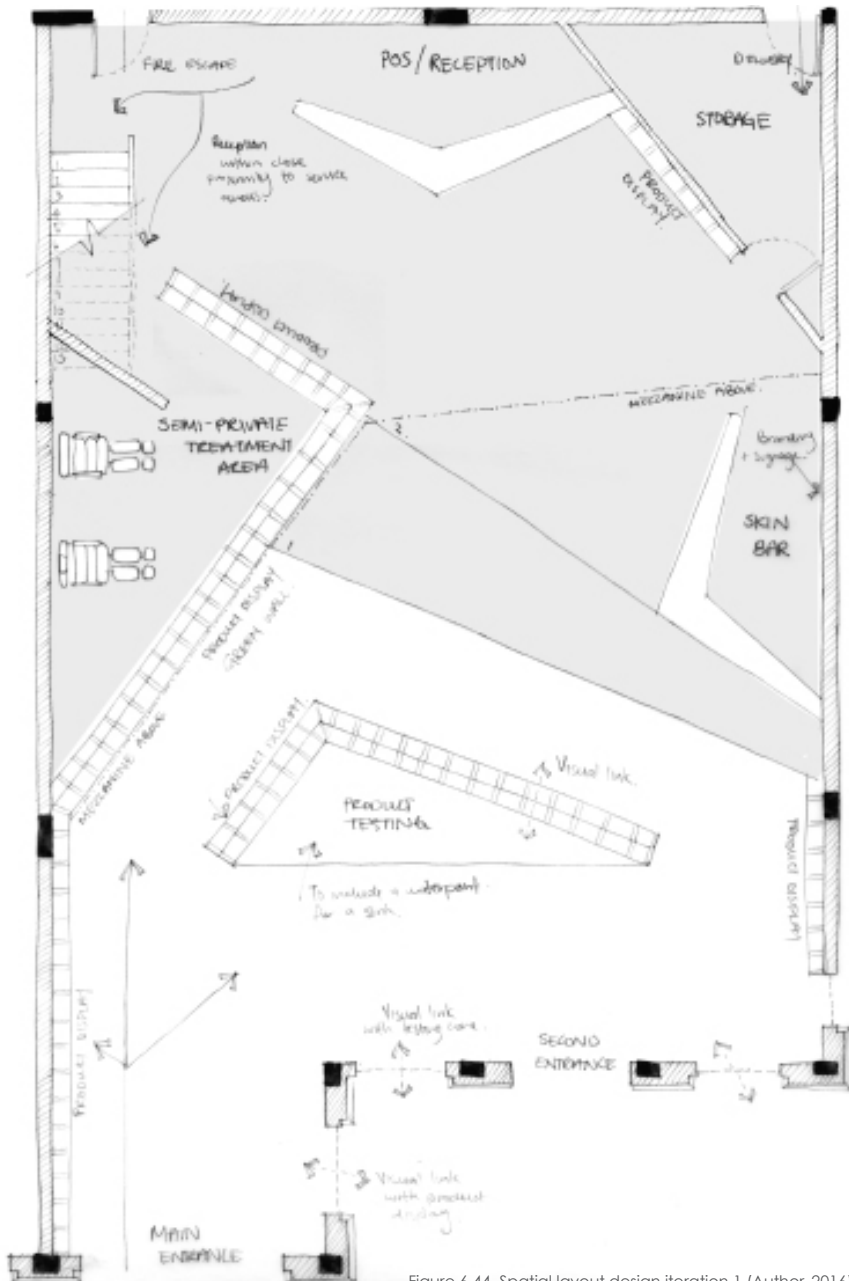 FIRE ESCAPE
POS/RECEPTION
DELIVERY
STORAGE
Reception
within close
proximity to service
PRODUCT
DISPLAY
PRODUCT DISPLAY
MEZZANINE ABOVE
SEMI-PRIVATE
TREATMENT
AREA
Branding
+ Signage
SKIN
BAR
PRODUCT DISPLAY
GREEN WALL
MEZZANINE ABOVE
PRODUCT DISPLAY
Visual link.
PRODUCT
TESTING
To include a waterpoint
for a sink.
PRODUCT DISPLAY
PRODUCT DISPLAY
Visual link
with testing zone.
SECOND
ENTRANCE
Visual link
with product
display.
MAIN
ENTRANCE
Figure 6.44. Spatial layout design iteration 1 (Author, 2016)